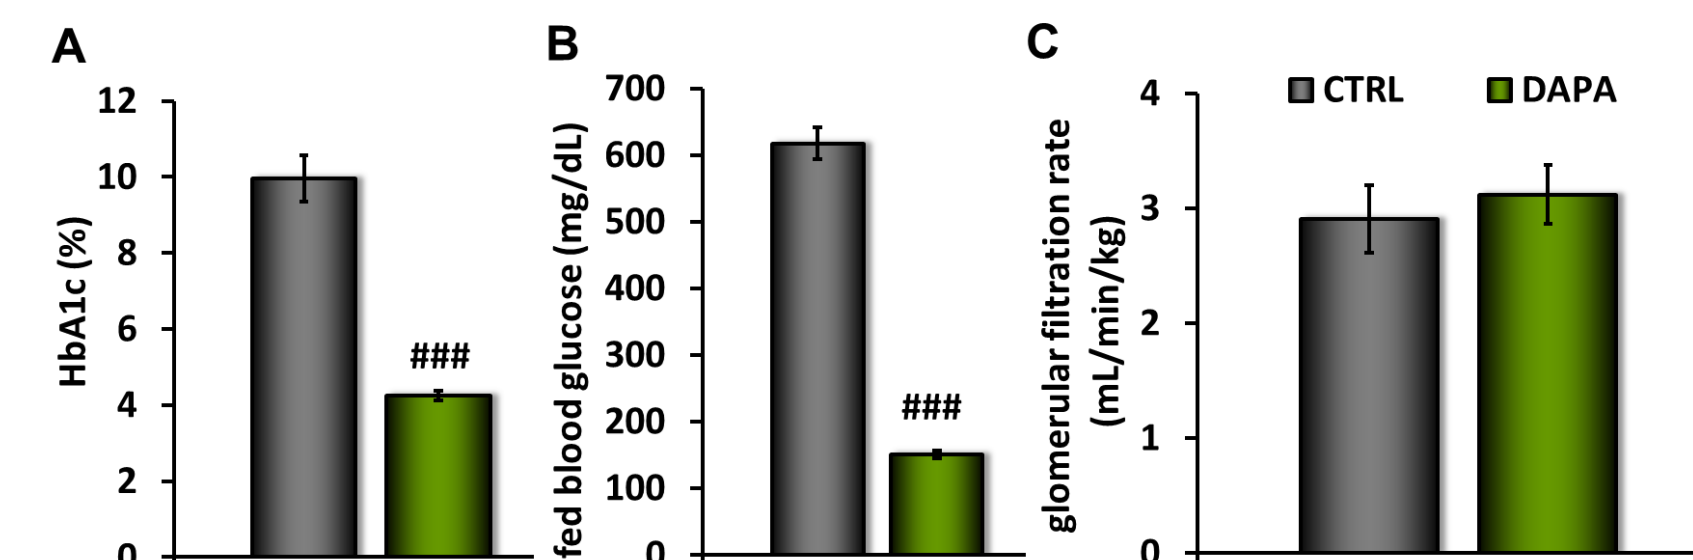 A
HbA1c (%)
12
10
8
6
4
2
0
###
B
fed blood glucose (mg/dL)
700
600
500
400
300
200
100
0
###
C
glomerular filtration rate
(mL/min/kg)
4
3
2
1
0
CTRL DAPA